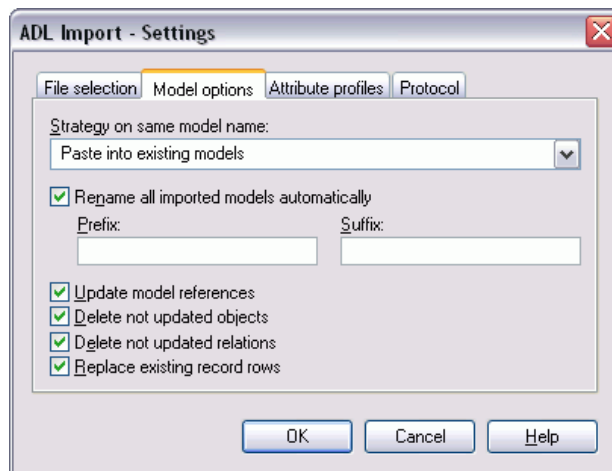 ADL Import - Settings
File selection Model options Attribute profiles Protocol
Strategy on same model name:
Paste into existing models
Rename all imported models automatically
Prefix: Suffix:
Update model references
Delete not updated objects
Delete not updated relations
Replace existing record rows
OK Cancel Help